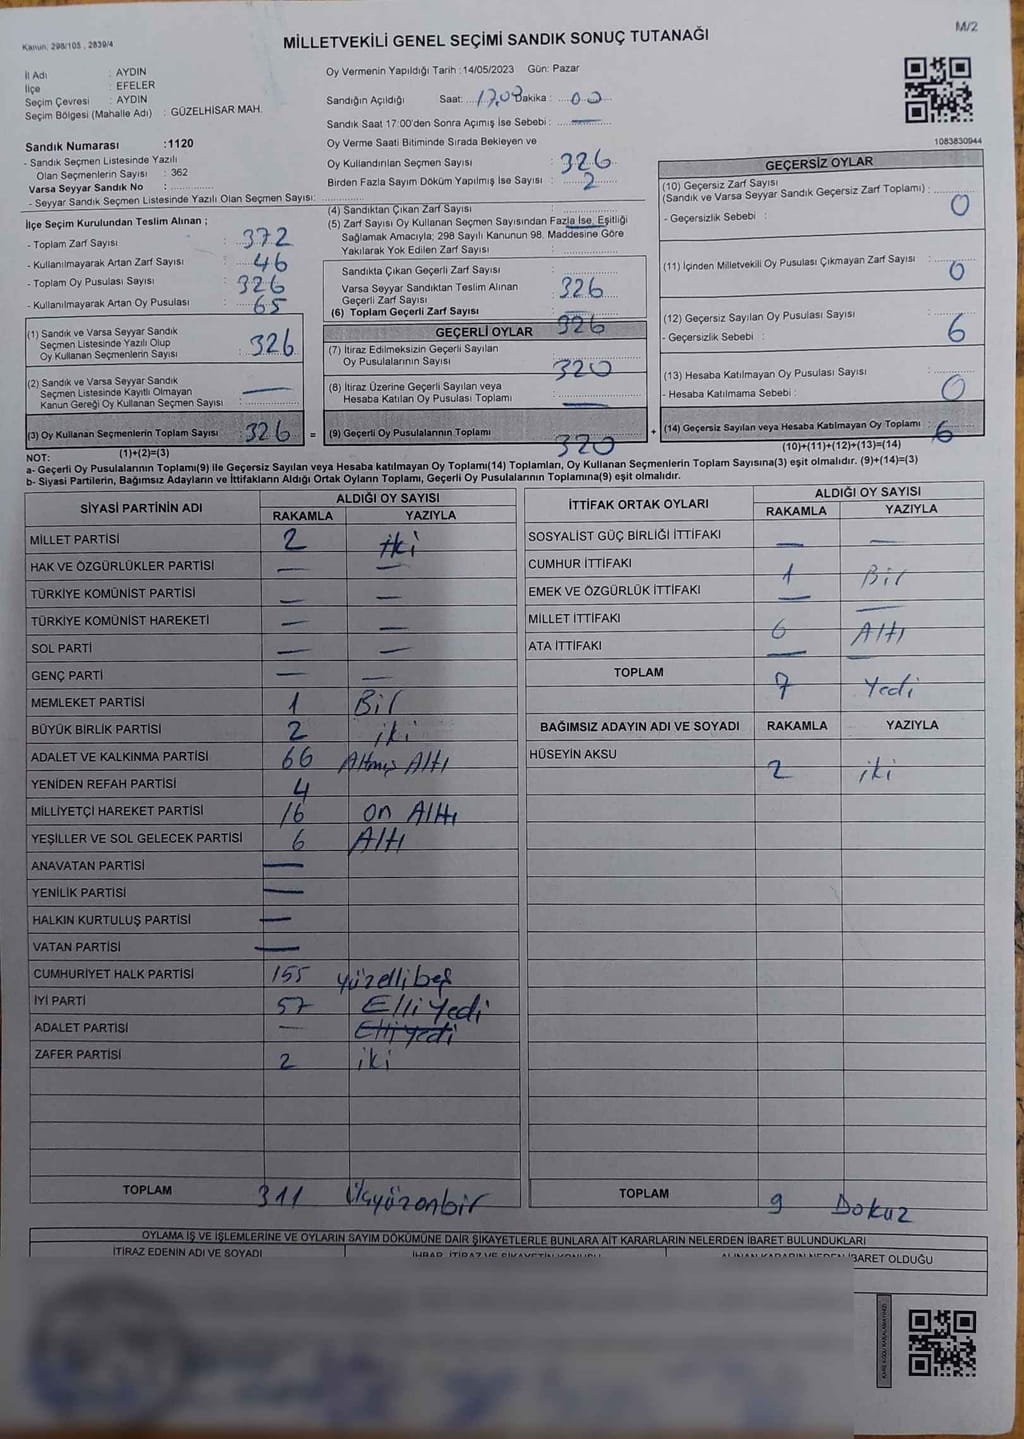 M/2
Kanun: 298/105 , 2839/4
MİLLETVEKİLİ GENEL SEÇİMİ SANDIK SONUÇ TUTANAĞI
İl Adı : AYDIN
İlçe : EFELER
Seçim Çevresi : AYDIN
Seçim Bölgesi (Mahalle Adı) : GÜZELHİSAR MAH.
Sandık Numarası :1120
- Sandık Seçmen Listesinde Yazılı
Olan Seçmenlerin Sayısı : 362
Varsa Seyyar Sandık No :
- Seyyar Sandık Seçmen Listesinde Yazılı Olan Seçmen Sayısı:
Oy Vermenin Yapıldığı Tarih :14/05/2023 Gün: Pazar
Sandığın Açıldığı Saat: 17.00 Dakika : 00
Sandık Saat 17:00'den Sonra Açımış İse Sebebi : —
Oy Verme Saati Bitiminde Sırada Bekleyen ve
Oy Kullandırılan Seçmen Sayısı : 326
Birden Fazla Sayım Döküm Yapılmış İse Sayısı : 2
1083830944
İlçe Seçim Kurulundan Teslim Alınan ;
- Toplam Zarf Sayısı : 372
- Kullanılmayarak Artan Zarf Sayısı : 46
- Toplam Oy Pusulası Sayısı : 326
- Kullanılmayarak Artan Oy Pusulası : 65
(1) Sandık ve Varsa Seyyar Sandık
Seçmen Listesinde Yazılı Olup
Oy Kullanan Seçmenlerin Sayısı : 326
(2) Sandık ve Varsa Seyyar Sandık
Seçmen Listesinde Kayıtlı Olmayan
Kanun Gereği Oy Kullanan Seçmen Sayısı : —
(3) Oy Kullanan Seçmenlerin Toplam Sayısı : 326 =
(1)+(2)=(3)
(4) Sandıktan Çıkan Zarf Sayısı :
(5) Zarf Sayısı Oy Kullanan Seçmen Sayısından Fazla İse, Eşitliği
Sağlamak Amacıyla; 298 Sayılı Kanunun 98. Maddesine Göre
Yakılarak Yok Edilen Zarf Sayısı :
Sandıkta Çıkan Geçerli Zarf Sayısı :
Varsa Seyyar Sandıktan Teslim Alınan
Geçerli Zarf Sayısı : 326
(6) Toplam Geçerli Zarf Sayısı : 326
GEÇERLİ OYLAR
(7) İtiraz Edilmeksizin Geçerli Sayılan
Oy Pusulalarının Sayısı : 320
(8) İtiraz Üzerine Geçerli Sayılan veya
Hesaba Katılan Oy Pusulası Toplamı : —
(9) Geçerli Oy Pusulalarının Toplamı : 320 +
GEÇERSİZ OYLAR
(10) Geçersiz Zarf Sayısı
(Sandık ve Varsa Seyyar Sandık Geçersiz Zarf Toplamı) : 0
- Geçersizlik Sebebi :
(11) İçinden Milletvekili Oy Pusulası Çıkmayan Zarf Sayısı : 0
(12) Geçersiz Sayılan Oy Pusulası Sayısı : 6
- Geçersizlik Sebebi :
(13) Hesaba Katılmayan Oy Pusulası Sayısı : 0
- Hesaba Katılmama Sebebi :
(14) Geçersiz Sayılan veya Hesaba Katılmayan Oy Toplamı : 6
(10)+(11)+(12)+(13)=(14)
NOT:
a- Geçerli Oy Pusulalarının Toplamı(9) ile Geçersiz Sayılan veya Hesaba katılmayan Oy Toplamı(14) Toplamları, Oy Kullanan Seçmenlerin Toplam Sayısına(3) eşit olmalıdır. (9)+(14)=(3)
b- Siyasi Partilerin, Bağımsız Adayların ve İttifakların Aldığı Ortak Oyların Toplamı, Geçerli Oy Pusulalarının Toplamına(9) eşit olmalıdır.
SİYASİ PARTİNİN ADI ALDIĞI OY SAYISI
RAKAMLA YAZIYLA
MİLLET PARTİSİ 2 iki
HAK VE ÖZGÜRLÜKLER PARTİSİ — —
TÜRKİYE KOMÜNİST PARTİSİ — —
TÜRKİYE KOMÜNİST HAREKETİ — —
SOL PARTİ — —
GENÇ PARTİ — —
MEMLEKET PARTİSİ 1 Bir
BÜYÜK BİRLİK PARTİSİ 2 iki
ADALET VE KALKINMA PARTİSİ 66 Altmış Altı
YENİDEN REFAH PARTİSİ 4
MİLLİYETÇİ HAREKET PARTİSİ 16 on Altı
YEŞİLLER VE SOL GELECEK PARTİSİ 6 Altı
ANAVATAN PARTİSİ —
YENİLİK PARTİSİ —
HALKIN KURTULUŞ PARTİSİ —
VATAN PARTİSİ —
CUMHURİYET HALK PARTİSİ 155 yüzellibeş
İYİ PARTİ 57 Elli Yedi
ADALET PARTİSİ — Elli yedi
ZAFER PARTİSİ 2 iki
TOPLAM 311 Üçyüzonbir
İTTİFAK ORTAK OYLARI ALDIĞI OY SAYISI
RAKAMLA YAZIYLA
SOSYALİST GÜÇ BİRLİĞİ İTTİFAKI — —
CUMHUR İTTİFAKI 1 Bir
EMEK VE ÖZGÜRLÜK İTTİFAKI — —
MİLLET İTTİFAKI 6 Altı
ATA İTTİFAKI — —
TOPLAM 7 Yedi
BAĞIMSIZ ADAYIN ADI VE SOYADI RAKAMLA YAZIYLA
HÜSEYİN AKSU 2 iki
TOPLAM 9 Dokuz
OYLAMA İŞ VE İŞLEMLERİNE VE OYLARIN SAYIM DÖKÜMÜNE DAİR ŞİKAYETLERLE BUNLARA AİT KARARLARIN NELERDEN İBARET BULUNDUKLARI
İTİRAZ EDENİN ADI VE SOYADI İHBAR, İTİRAZ VE ŞİKAYETİN KONUSU ALINAN KARARIN NEDEN İBARET OLDUĞU